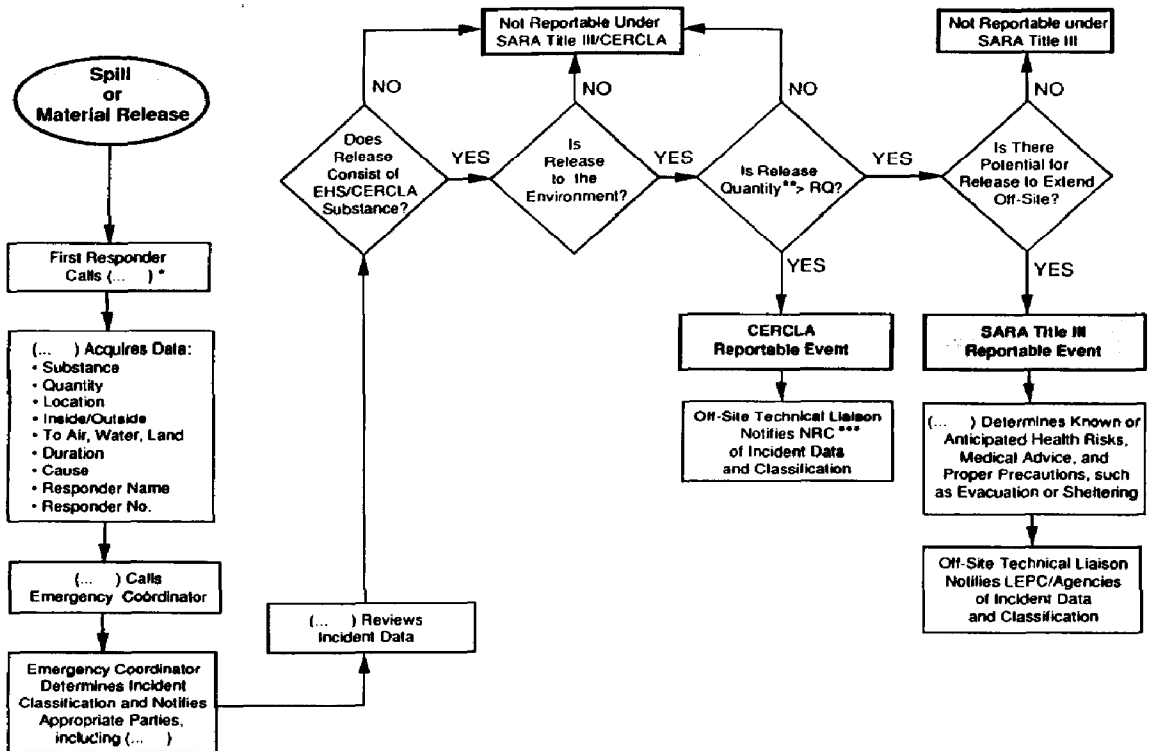 Spill
or
Material Release
First Responder
Calls (... ) *
(... ) Acquires Data:
• Substance
• Quantity
• Location
• Inside/Outside
• To Air, Water, Land
• Duration
• Cause
• Responder Name
• Responder No.
(... ) Calls
Emergency Coordinator
Emergency Coordinator
Determines Incident
Classification and Notifies
Appropriate Parties,
including (... )
(... ) Reviews
Incident Data
Does
Release
Consist of
EHS/CERCLA
Substance?
NO
YES
Not Reportable Under
SARA Title III/CERCLA
Is
Release
to the
Environment?
NO
YES
Is Release
Quantity**> RQ?
NO
YES
YES
CERCLA
Reportable Event
Off-Site Technical Liaison
Notifies NRC***
of Incident Data
and Classification
Is There
Potential for
Release to Extend
Off-Site?
NO
Not Reportable under
SARA Title III
YES
SARA Title III
Reportable Event
(... ) Determines Known or
Anticipated Health Risks,
Medical Advice, and
Proper Precautions, such
as Evacuation or Sheltering
Off-Site Technical Liaison
Notifies LEPC/Agencies
of Incident Data
and Classification